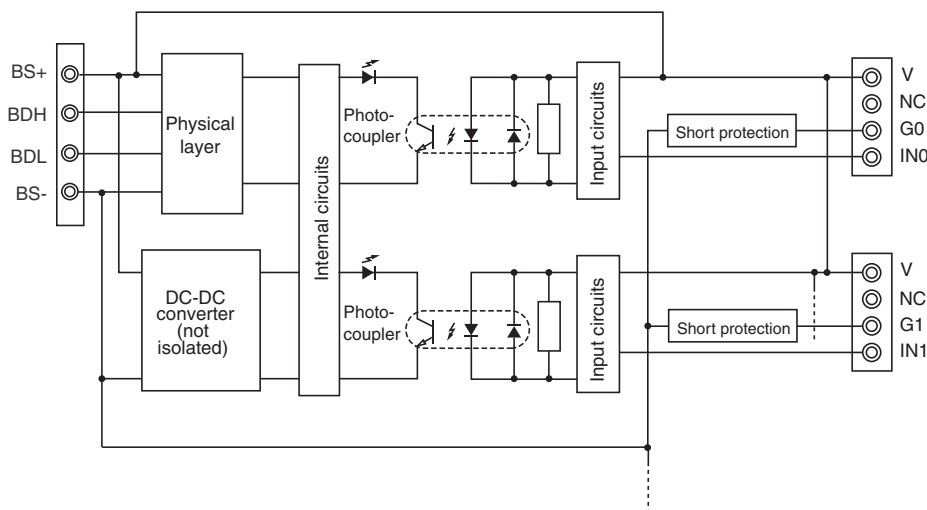 BS+
BDH
BDL
BS-
Physical
layer
DC-DC
converter
(not
isolated)
Internal circuits
Photo-
coupler
Input circuits
Short protection
V
NC
G0
IN0
Photo-
coupler
Input circuits
Short protection
V
NC
G1
IN1